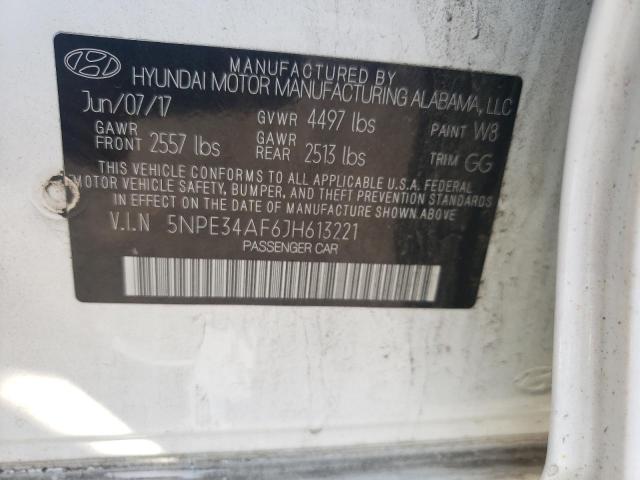 MANUFACTURED BY
HYUNDAI MOTOR MANUFACTURING ALABAMA, LLC
Jun/07/17 GVWR 4497 lbs PAINT W8
GAWR FRONT 2557 lbs GAWR REAR 2513 lbs TRIM GG
THIS VEHICLE CONFORMS TO ALL APPLICABLE U.S.A. FEDERAL
MOTOR VEHICLE SAFETY, BUMPER, AND THEFT PREVENTION STANDARDS
IN EFFECT ON THE DATE OF MANUFACTURE SHOWN ABOVE.
V.I.N 5NPE34AF6JH613221
PASSENGER CAR